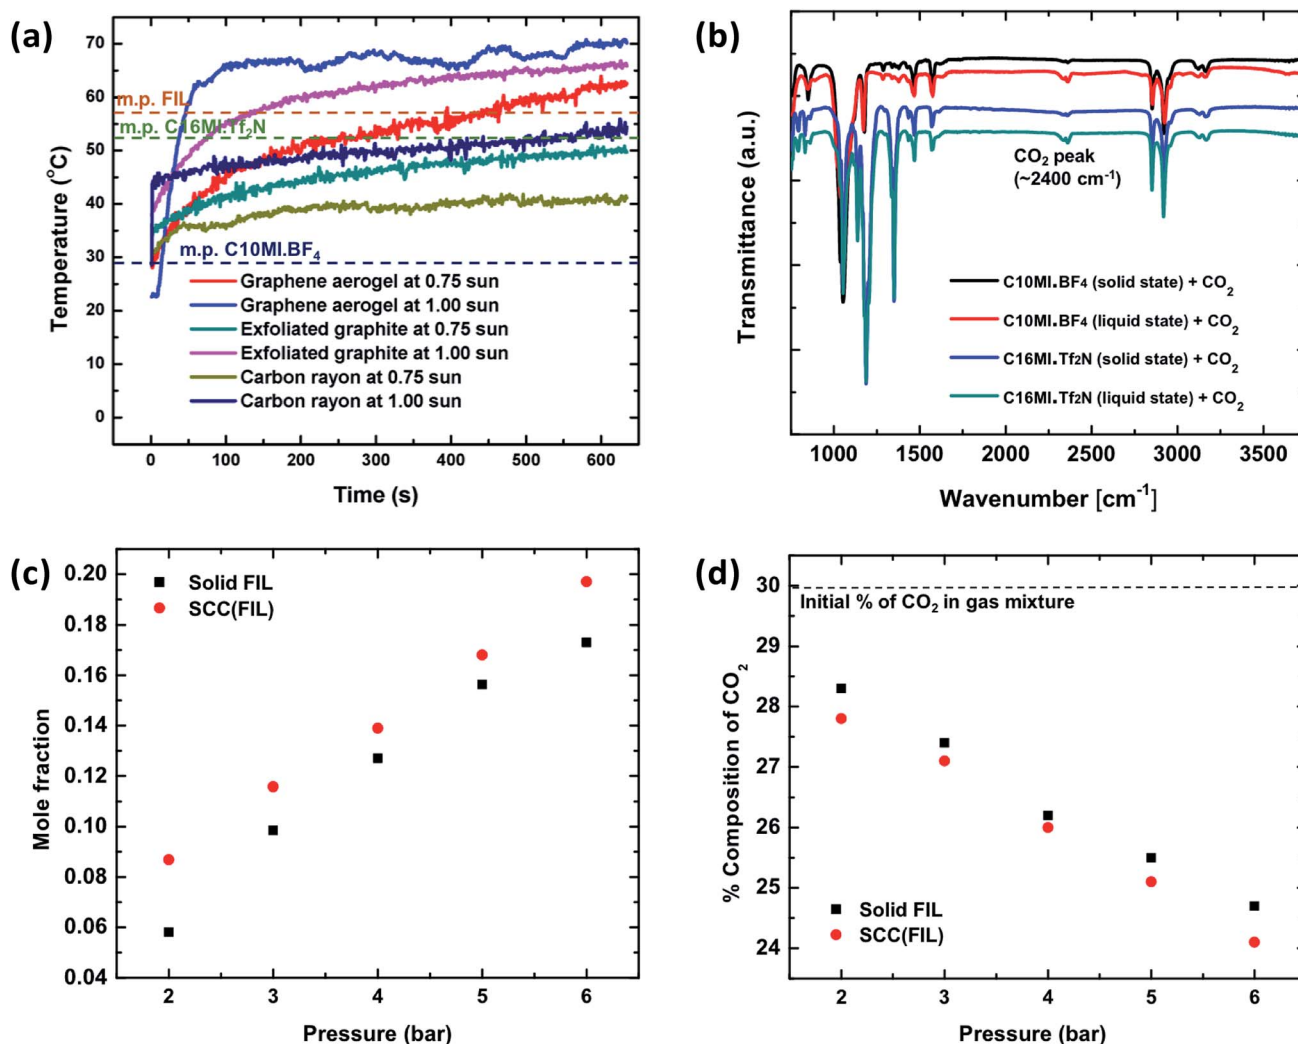 (a)
Temperature (°C)
70
60
50
40
30
20
10
0
m.p. FIL
m.p. C16MI.Tf₂N
m.p. C10MI.BF₄
Graphene aerogel at 0.75 sun
Graphene aerogel at 1.00 sun
Exfoliated graphite at 0.75 sun
Exfoliated graphite at 1.00 sun
Carbon rayon at 0.75 sun
Carbon rayon at 1.00 sun
0 100 200 300 400 500 600
Time (s)
(b)
Transmittance (a.u.)
CO₂ peak
(~2400 cm⁻¹)
C10MI.BF₄ (solid state) + CO₂
C10MI.BF₄ (liquid state) + CO₂
C16MI.Tf₂N (solid state) + CO₂
C16MI.Tf₂N (liquid state) + CO₂
1000 1500 2000 2500 3000 3500
Wavenumber [cm⁻¹]
(c)
Mole fraction
0.20
0.18
0.16
0.14
0.12
0.10
0.08
0.06
0.04
Solid FIL
SCC(FIL)
2 3 4 5 6
Pressure (bar)
(d)
% Composition of CO₂
30
29
28
27
26
25
24
Initial % of CO₂ in gas mixture
Solid FIL
SCC(FIL)
2 3 4 5 6
Pressure (bar)